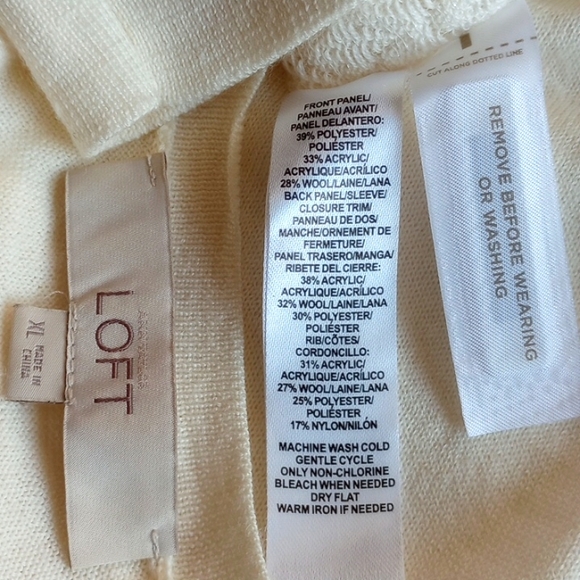 XL
MADE IN
CHINA
Ann Taylor
LOFT
FRONT PANEL/
PANNEAU AVANT/
PANEL DELANTERO:
39% POLYESTER/
POLIÉSTER
33% ACRYLIC/
ACRYLIQUE/ACRÍLICO
28% WOOL/LAINE/LANA
BACK PANEL/SLEEVE/
CLOSURE TRIM/
PANNEAU DE DOS/
MANCHE/ORNEMENT DE
FERMETURE/
PANEL TRASERO/MANGA/
RIBETE DEL CIERRE:
38% ACRYLIC/
ACRYLIQUE/ACRÍLICO
32% WOOL/LAINE/LANA
30% POLYESTER/
POLIÉSTER
RIB/CÔTES/
CORDONCILLO:
31% ACRYLIC/
ACRYLIQUE/ACRÍLICO
27% WOOL/LAINE/LANA
25% POLYESTER/
POLIÉSTER
17% NYLON/NILÓN
MACHINE WASH COLD
GENTLE CYCLE
ONLY NON-CHLORINE
BLEACH WHEN NEEDED
DRY FLAT
WARM IRON IF NEEDED
CUT ALONG DOTTED LINE
REMOVE BEFORE WEARING
OR WASHING